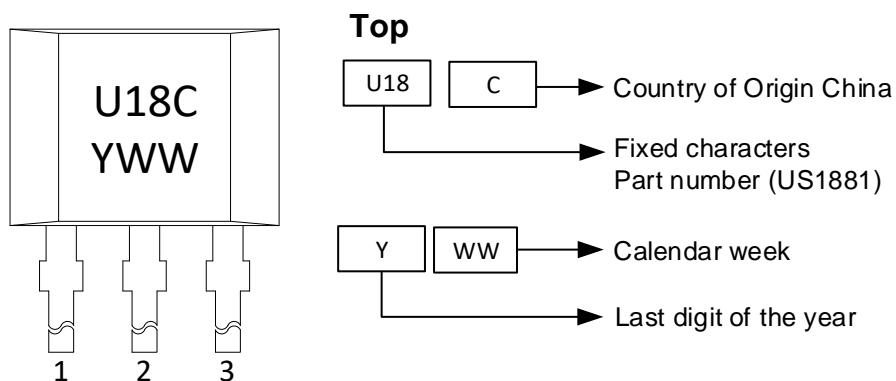 U18C
YWW
1 2 3
Top
U18 C Country of Origin China
Fixed characters
Part number (US1881)
Y WW Calendar week
Last digit of the year